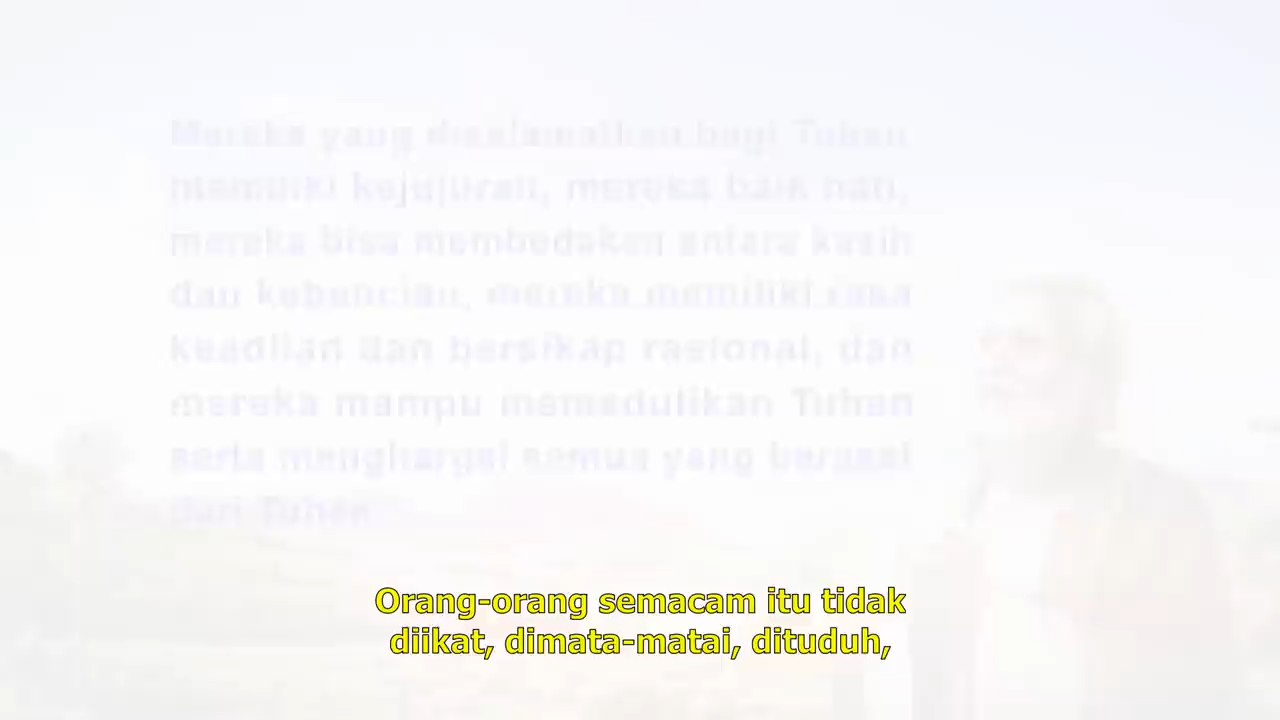 Mereka yang diselamatkan bagi Tuhan
memiliki kejujuran, mereka baik hati,
mereka bisa membedakan antara kasih
dan kebencian, mereka memiliki rasa
keadilan dan bersikap rasional, dan
mereka mampu memedulikan Tuhan
serta menghargai semua yang berasal
dari Tuhan
Orang-orang semacam itu tidak
diikat, dimata-matai, dituduh,